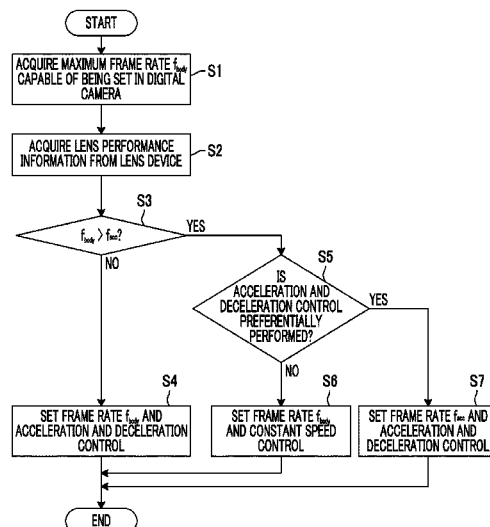 START
ACQUIRE MAXIMUM FRAME RATE fbody
CAPABLE OF BEING SET IN DIGITAL
CAMERA
S1
ACQUIRE LENS PERFORMANCE
INFORMATION FROM LENS DEVICE
S2
S3
fbody > facc?
YES
NO
S5
IS
ACCELERATION AND
DECELERATION CONTROL
PREFERENTIALLY
PERFORMED?
YES
NO
S4
SET FRAME RATE fbody AND
ACCELERATION AND DECELERATION
CONTROL
S6
SET FRAME RATE fbody
AND CONSTANT SPEED
CONTROL
S7
SET FRAME RATE facc AND
ACCELERATION AND
DECELERATION CONTROL
END